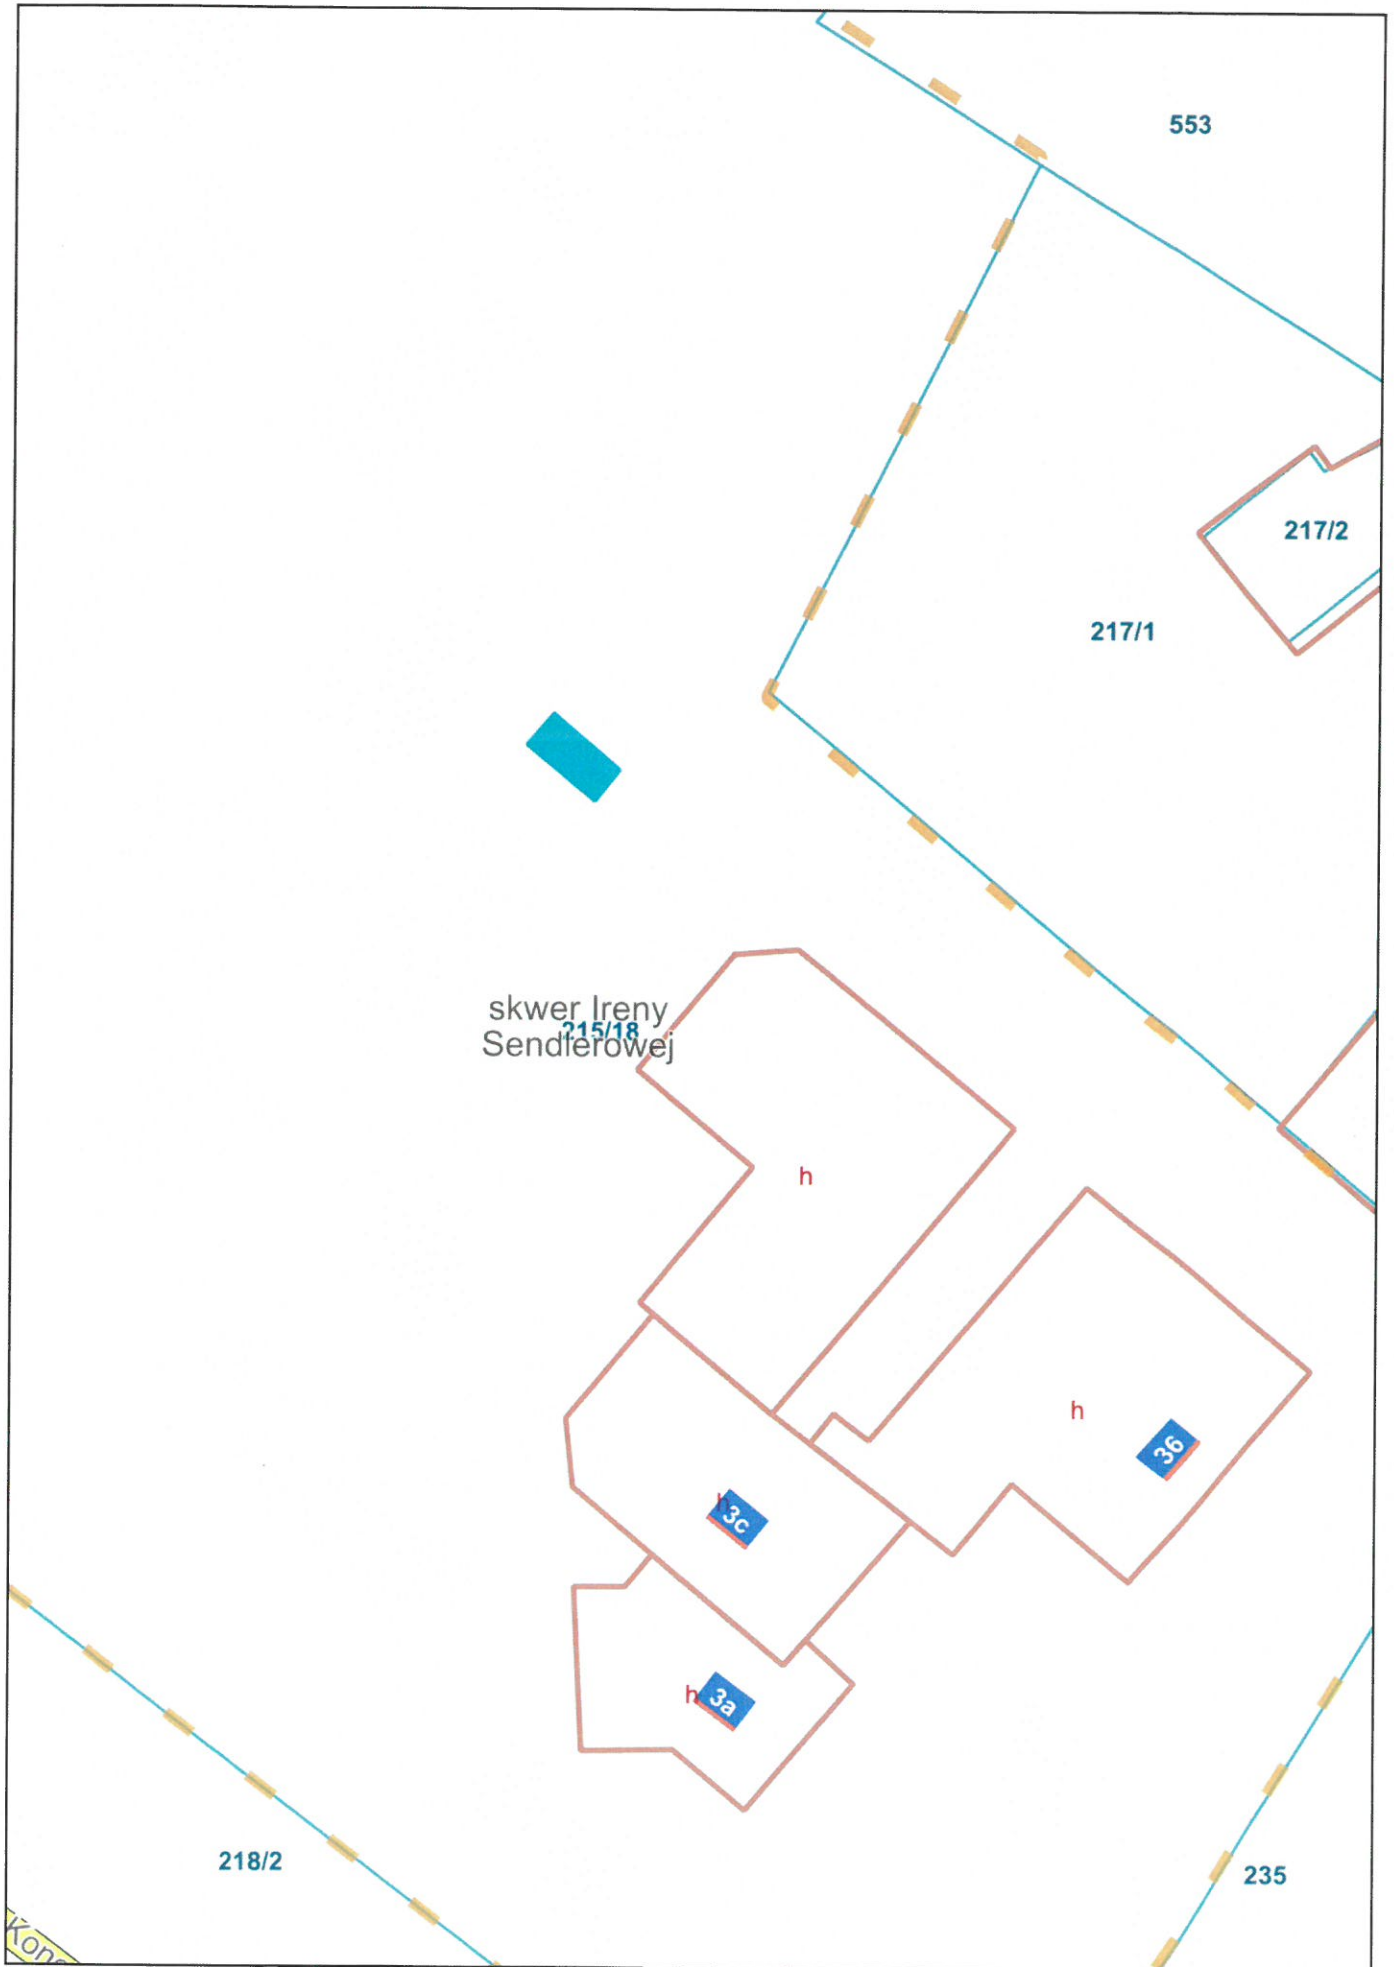 553
217/2
217/1
skwer Ireny
215/18
Sendlerowej
h
h
36
h
3c
h
3a
218/2
235